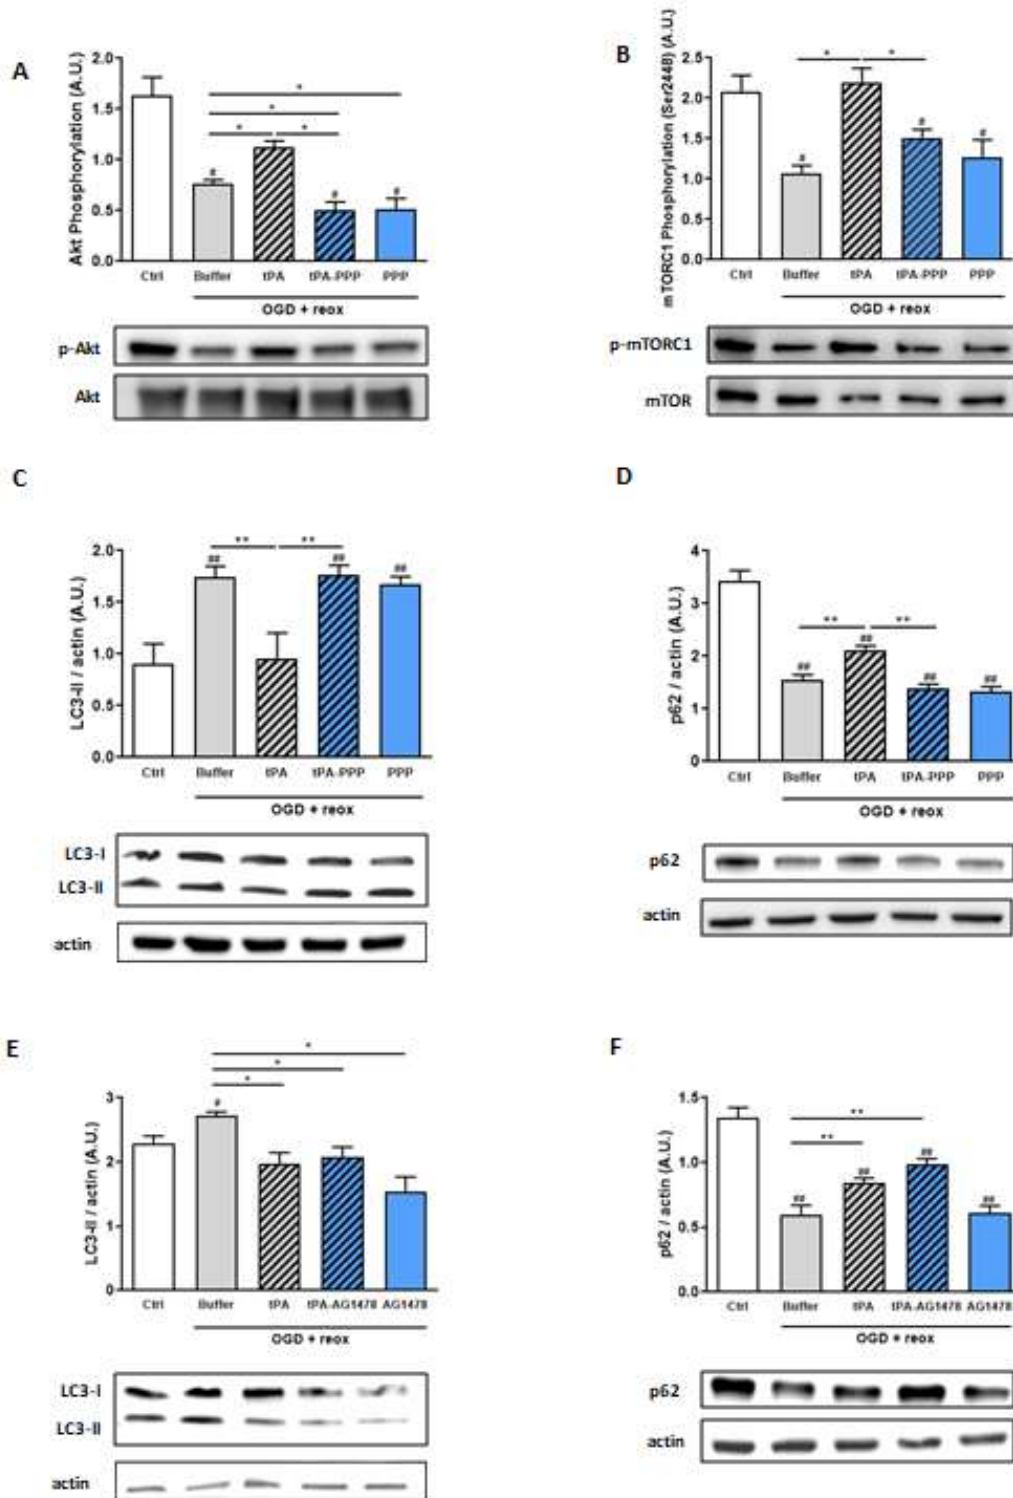 A
Akt Phosphorylation (A.U.)
2.0
1.5
1.0
0.5
0.0
*
*
* *
#
# #
Ctrl Buffer tPA tPA-PPP PPP
OGD + reox
p-Akt
Akt
B
mTORC1 Phosphorylation (Ser2448) (A.U.)
2.5
2.0
1.5
1.0
0.5
0.0
* *
#
# #
Ctrl Buffer tPA tPA-PPP PPP
OGD + reox
p-mTORC1
mTOR
C
LC3-II / actin (A.U.)
2.0
1.5
1.0
0.5
0.0
** **
## ## ##
Ctrl Buffer tPA tPA-PPP PPP
OGD + reox
LC3-I
LC3-II
actin
D
p62 / actin (A.U.)
4
3
2
1
0
** **
## ## ## ##
Ctrl Buffer tPA tPA-PPP PPP
OGD + reox
p62
actin
E
LC3-II / actin (A.U.)
3
2
1
0
*
*
*
#
Ctrl Buffer tPA tPA-AG1478 AG1478
OGD + reox
LC3-I
LC3-II
actin
F
p62 / actin (A.U.)
1.5
1.0
0.5
0.0
**
**
## ## ## ##
Ctrl Buffer tPA tPA-AG1478 AG1478
OGD + reox
p62
actin